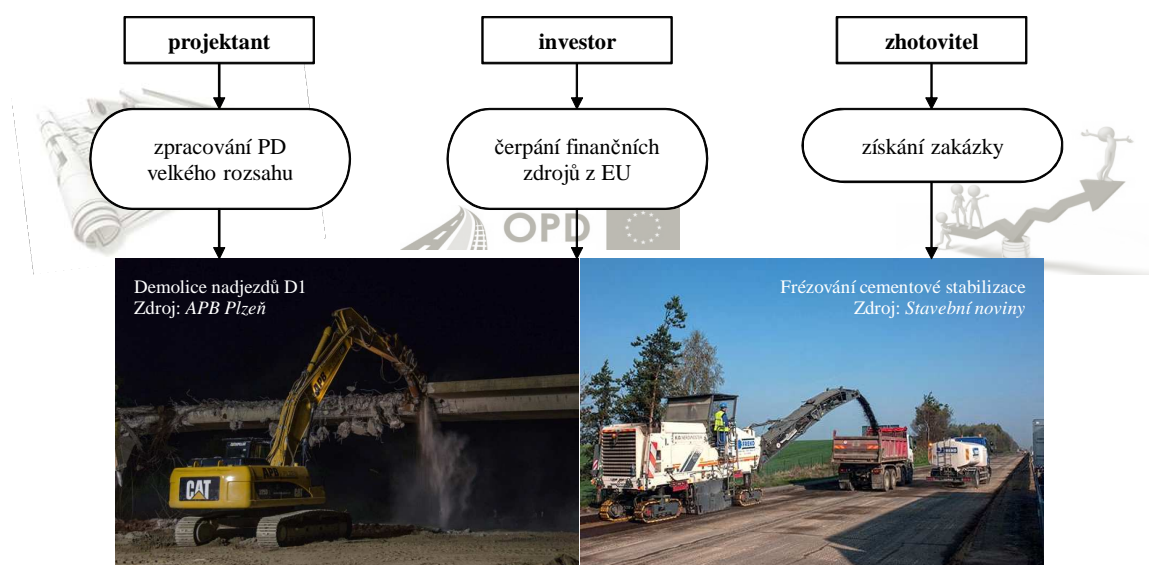 projektant
investor
zhotovitel
zpracování PD
velkého rozsahu
čerpání finančních
zdrojů z EU
získání zakázky
OPD
Demolice nadjezdů D1
Zdroj: APB Plzeň
Frézování cementové stabilizace
Zdroj: Stavební noviny
APB
CAT